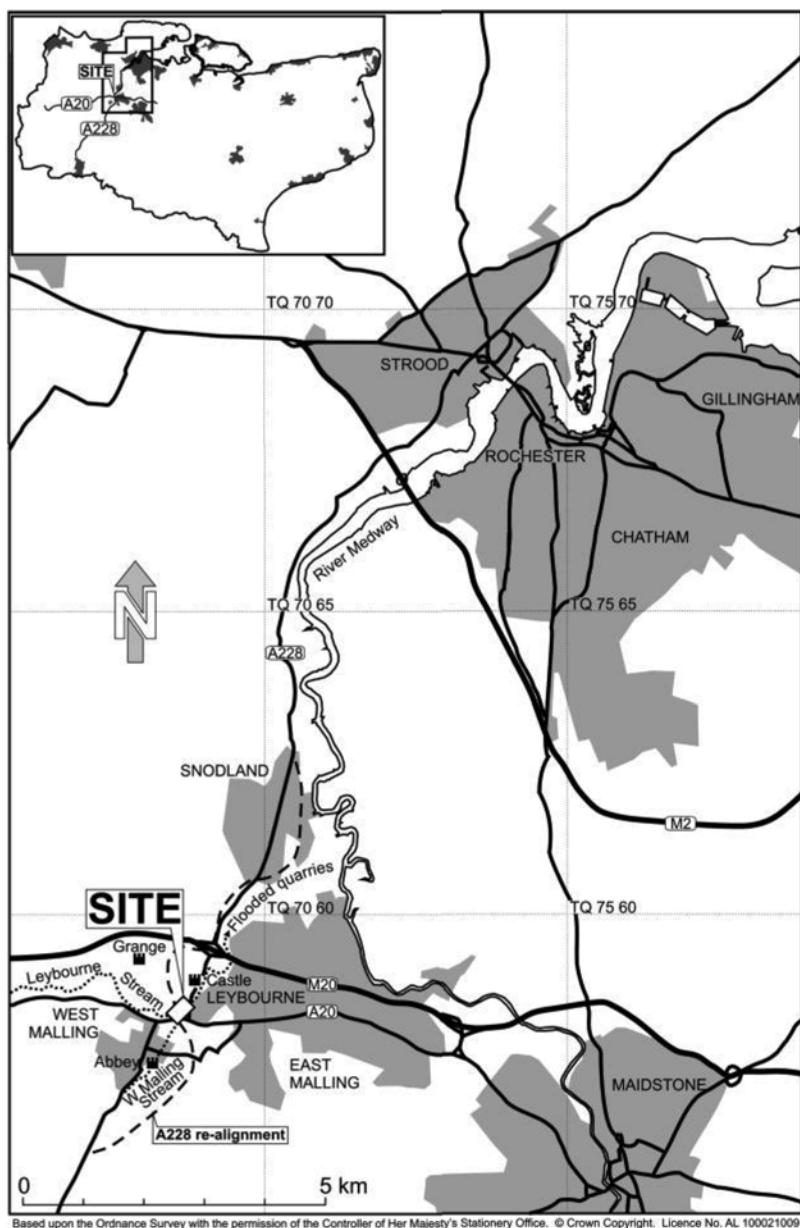 SITE
A20
A228
TQ 70 70
TQ 75 70
STROOD
GILLINGHAM
ROCHESTER
CHATHAM
River Medway
N
TQ 70 65
TQ 75 65
A228
SNODLAND
M2
Flooded quarries
SITE
TQ 70 60
TQ 75 60
Grange
Leybourne
Stream
Castle
LEYBOURNE
M20
A20
WEST
MALLING
Abbey
W Malling
Stream
EAST
MALLING
MAIDSTONE
A228 re-alignment
0
5 km
Based upon the Ordnance Survey with the permission of the Controller of Her Majesty's Stationery Office. © Crown Copyright. Licence No. AL 100021009